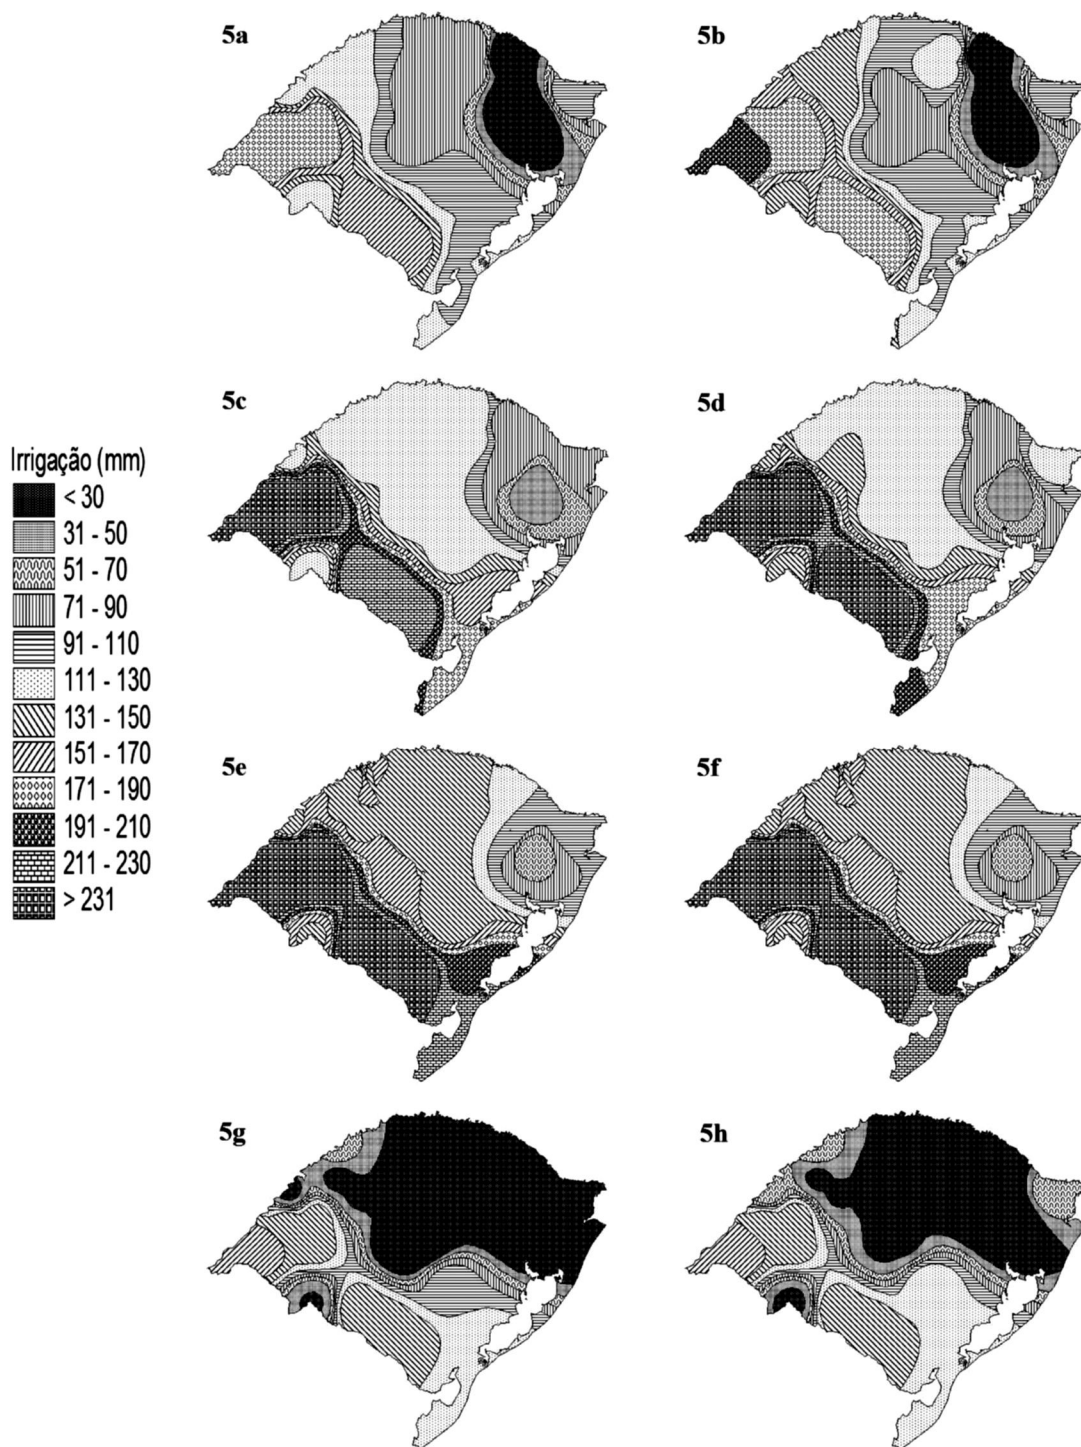 5a
5b
5c
5d
Irrigação (mm)
< 30
31 - 50
51 - 70
71 - 90
91 - 110
111 - 130
131 - 150
151 - 170
171 - 190
191 - 210
211 - 230
> 231
5e
5f
5g
5h